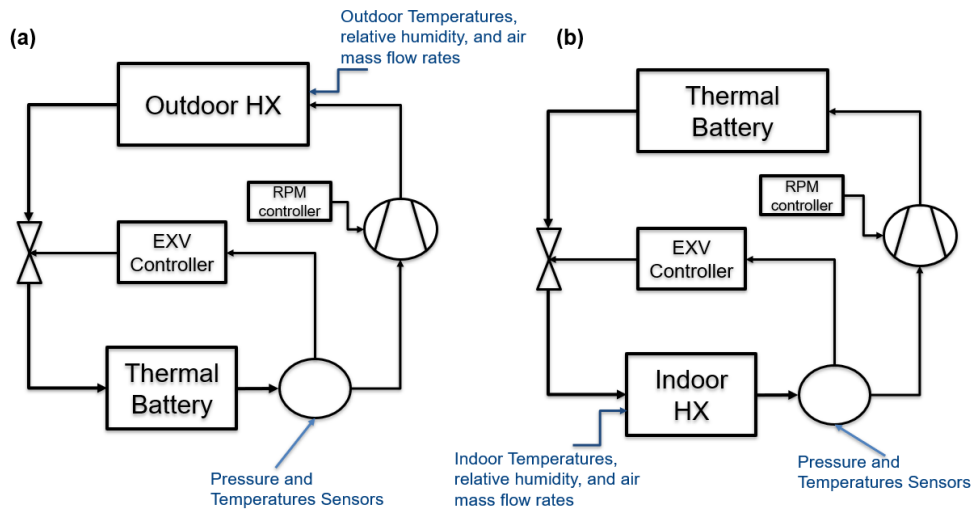 (a)
Outdoor Temperatures,
relative humidity, and air
mass flow rates
Outdoor HX
RPM
controller
EXV
Controller
Thermal
Battery
Pressure and
Temperatures Sensors
(b)
Thermal
Battery
RPM
controller
EXV
Controller
Indoor
HX
Indoor Temperatures,
relative humidity, and air
mass flow rates
Pressure and
Temperatures Sensors